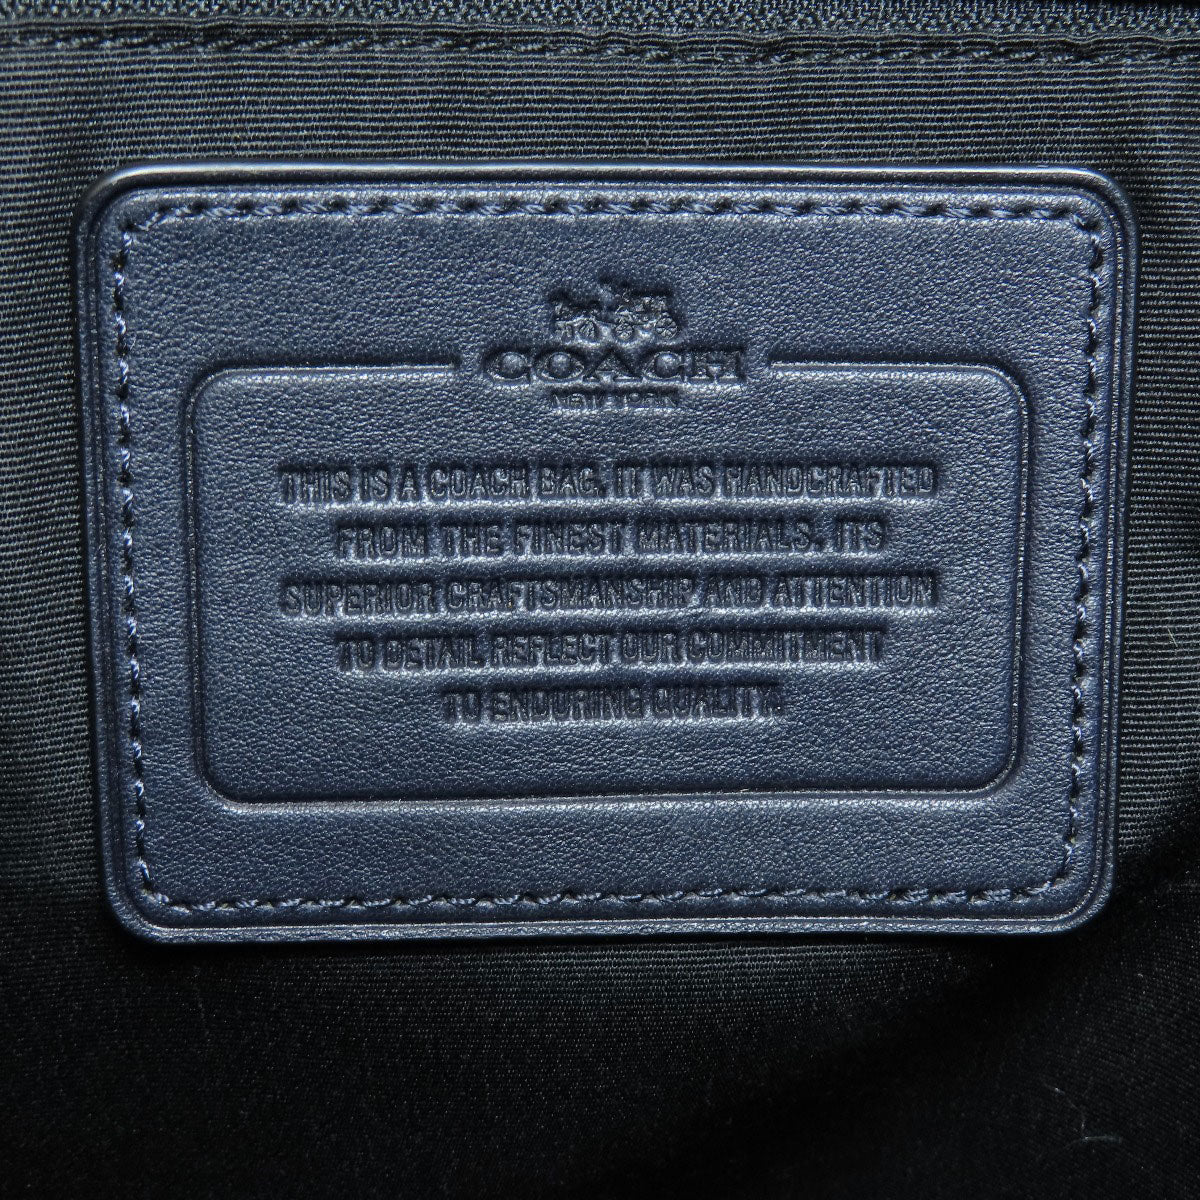 COACH
NEW YORK
THIS IS A COACH BAG. IT WAS HANDCRAFTED
FROM THE FINEST MATERIALS. ITS
SUPERIOR CRAFTSMANSHIP AND ATTENTION
TO DETAIL REFLECT OUR COMMITMENT
TO ENDURING QUALITY.